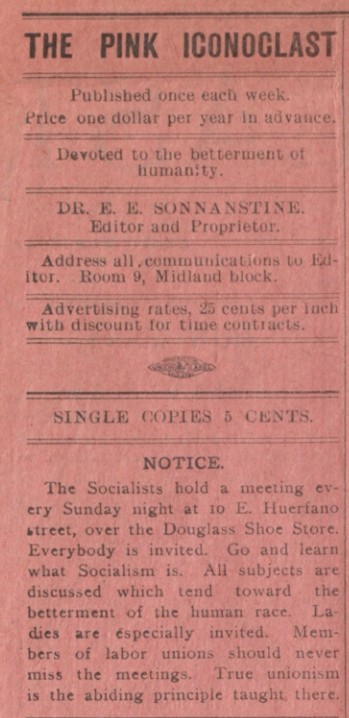 THE PINK ICONOCLAST
Published once each week.
Price one dollar per year in advance.
Devoted to the betterment of
humanity.
DR. E. E. SONNANSTINE.
Editor and Proprietor.
Address all communications to Ed-
itor. Room 9, Midland block.
Advertising rates, 25 cents per inch
with discount for time contracts.
SINGLE COPIES 5 CENTS.
NOTICE.
The Socialists hold a meeting ev-
ery Sunday night at 10 E. Huerfano
street, over the Douglass Shoe Store.
Everybody is invited. Go and learn
what Socialism is. All subjects are
discussed which tend toward the
betterment of the human race. La-
dies are especially invited. Mem-
bers of labor unions should never
miss the meetings. True unionism
is the abiding principle taught there.